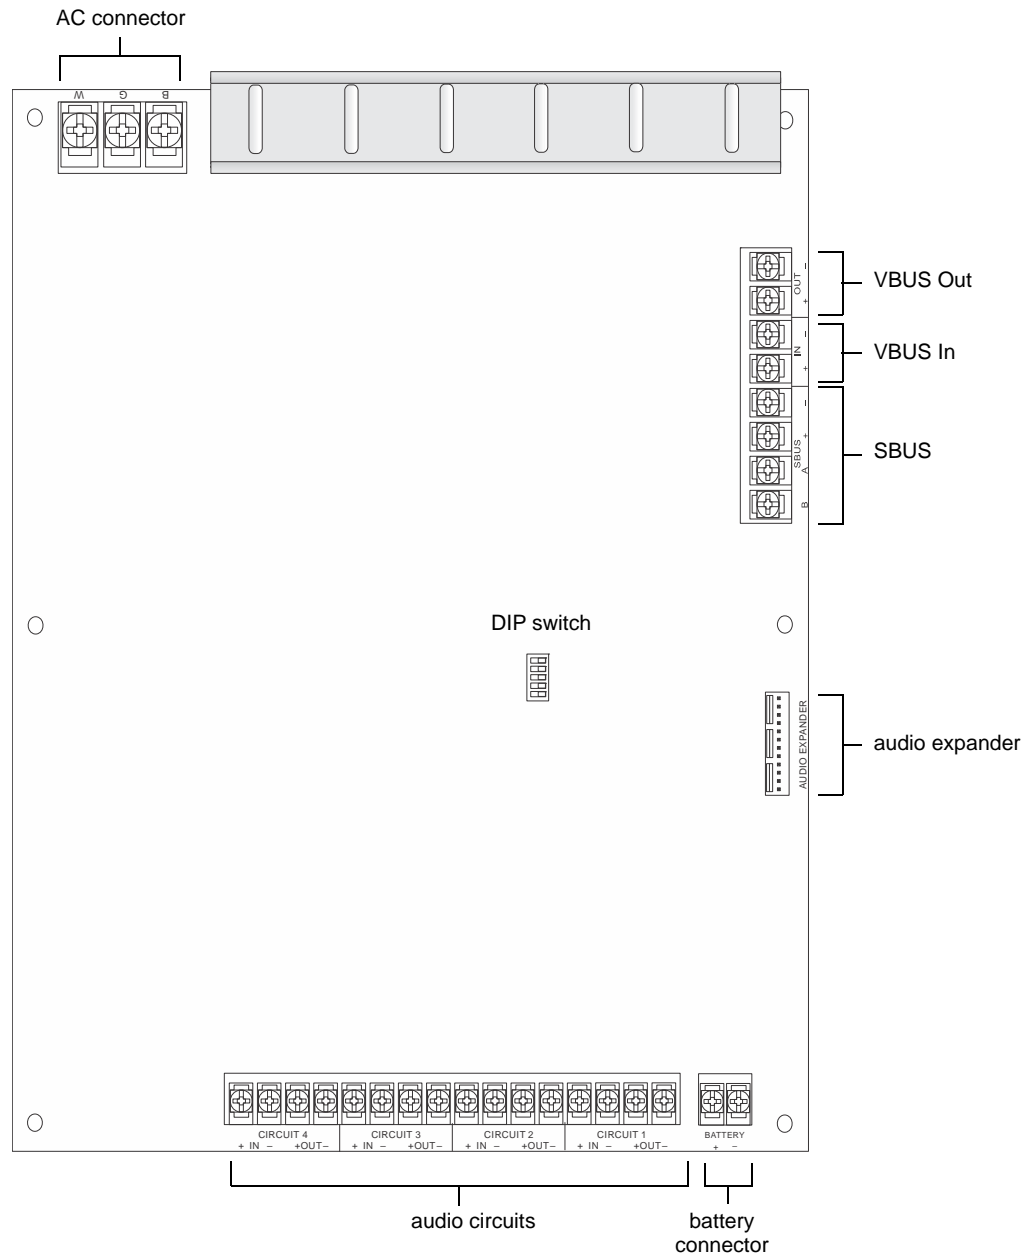 AC connector
W G B
– OUT +
VBUS Out
– IN +
VBUS In
– + A B
SBUS
SBUS
DIP switch
AUDIO EXPANDER
audio expander
CIRCUIT 4 CIRCUIT 3 CIRCUIT 2 CIRCUIT 1 BATTERY
+ IN – +OUT– + IN – +OUT– + IN – +OUT– + IN – +OUT– + –
audio circuits
battery
connector